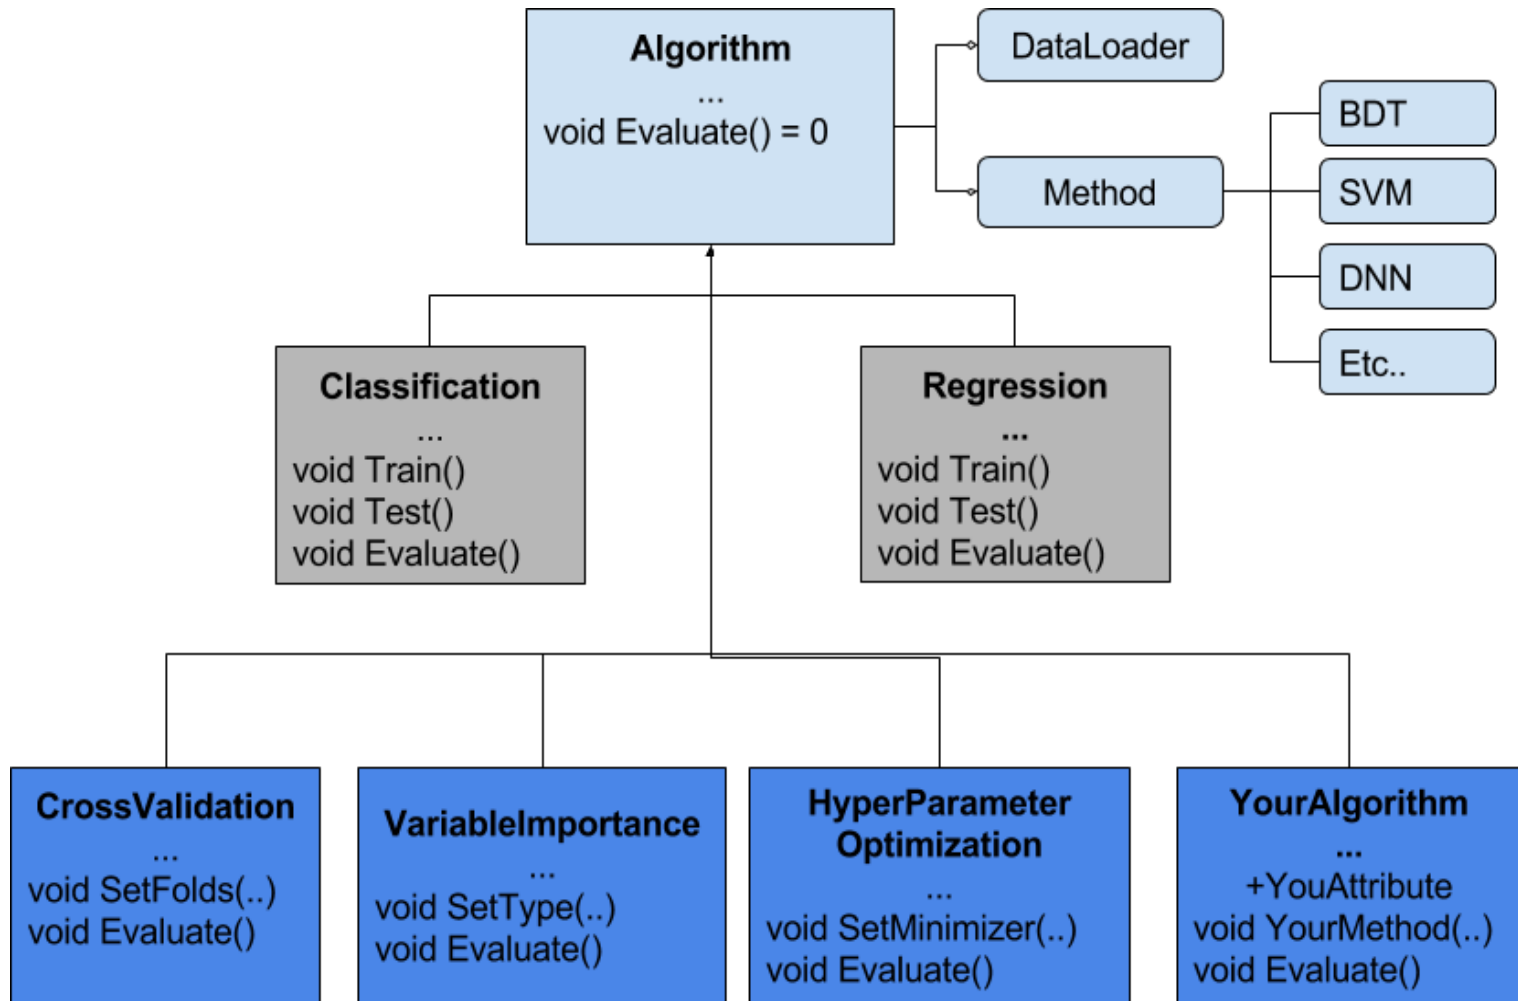 Algorithm
...
void Evaluate() = 0
DataLoader
Method
BDT
SVM
DNN
Etc..
Classification
...
void Train()
void Test()
void Evaluate()
Regression
...
void Train()
void Test()
void Evaluate()
CrossValidation
...
void SetFolds(..)
void Evaluate()
VariableImportance
...
void SetType(..)
void Evaluate()
HyperParameter
Optimization
...
void SetMinimizer(..)
void Evaluate()
YourAlgorithm
...
+YouAttribute
void YourMethod(..)
void Evaluate()